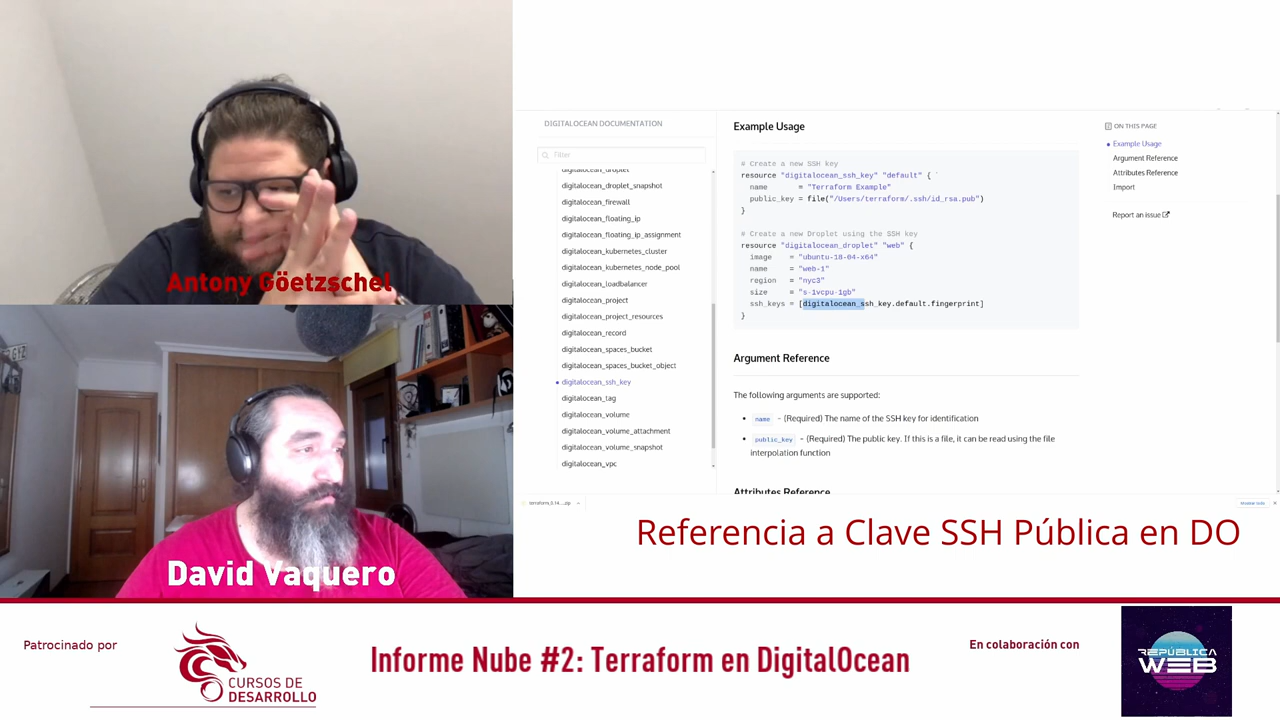 Antony Göetzschel
David Vaquero
DIGITALOCEAN DOCUMENTATION
Filter
digitalocean_droplet
digitalocean_droplet_snapshot
digitalocean_firewall
digitalocean_floating_ip
digitalocean_floating_ip_assignment
digitalocean_kubernetes_cluster
digitalocean_kubernetes_node_pool
digitalocean_loadbalancer
digitalocean_project
digitalocean_project_resources
digitalocean_record
digitalocean_spaces_bucket
digitalocean_spaces_bucket_object
digitalocean_ssh_key
digitalocean_tag
digitalocean_volume
digitalocean_volume_attachment
digitalocean_volume_snapshot
digitalocean_vpc
Example Usage
# Create a new SSH key
resource "digitalocean_ssh_key" "default" {
name = "Terraform Example"
public_key = file("/Users/terraform/.ssh/id_rsa.pub")
}
# Create a new Droplet using the SSH key
resource "digitalocean_droplet" "web" {
image = "ubuntu-18-04-x64"
name = "web-1"
region = "nyc3"
size = "s-1vcpu-1gb"
ssh_keys = [digitalocean_ssh_key.default.fingerprint]
}
Argument Reference
The following arguments are supported:
• name - (Required) The name of the SSH key for identification
• public_key - (Required) The public key. If this is a file, it can be read using the file
interpolation function
Attributes Reference
ON THIS PAGE
Example Usage
Argument Reference
Attributes Reference
Import
Report an issue
terraform_0.14....zip
Referencia a Clave SSH Pública en DO
Patrocinado por
CURSOS DE
DESARROLLO
Informe Nube #2: Terraform en DigitalOcean
En colaboración con
REPÚBLICA
WEB